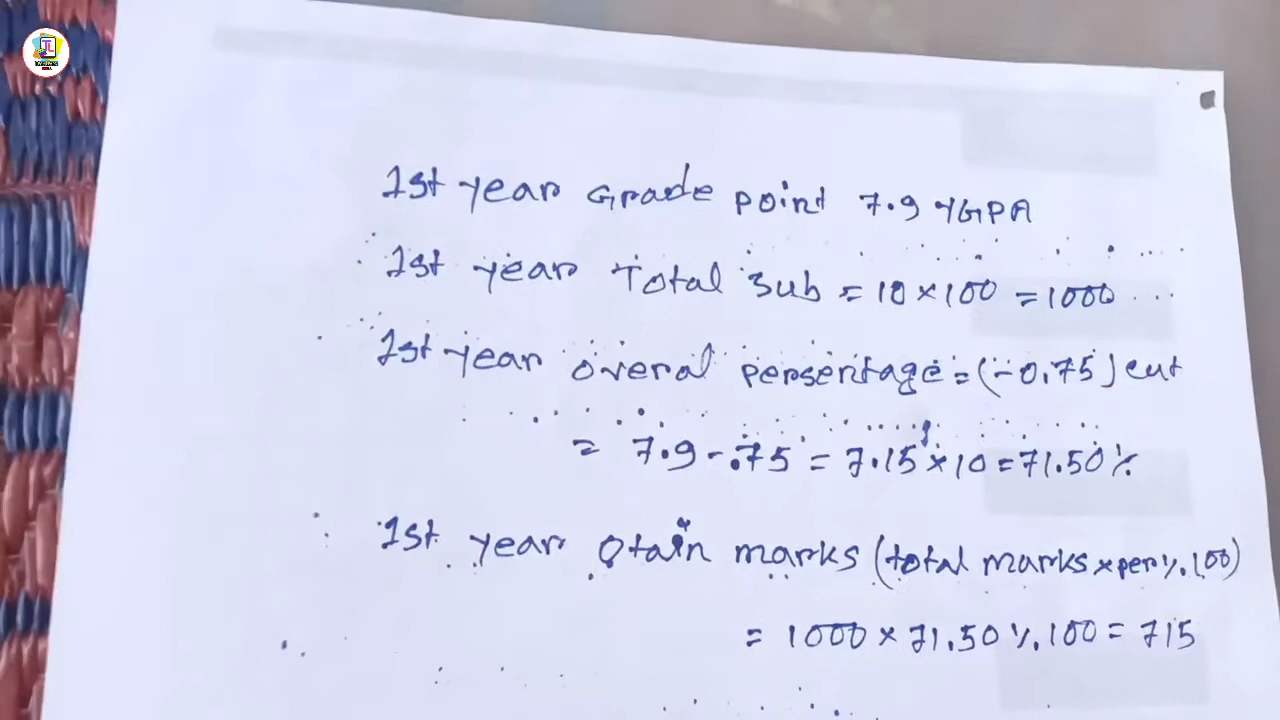 1st year Grade point 7.9 YGPA
1st year Total Sub = 10 × 100 = 1000
1st year overal persentage = (-0.75) cut
= 7.9 - .75 = 7.15 × 10 = 71.50%
1st year Otain marks (total marks × per%.100)
= 1000 × 71.50%.100 = 715